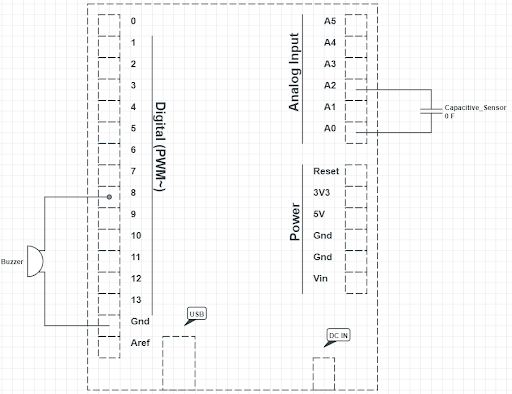 0
1
2
3
4
5
6
7
8
9
10
11
12
13
Gnd
Aref
Digital (PWM~)
Buzzer
USB
DC IN
Analog Input
A5
A4
A3
A2
A1
A0
Power
Reset
3V3
5V
Gnd
Gnd
Vin
Capacitive_Sensor
0 F